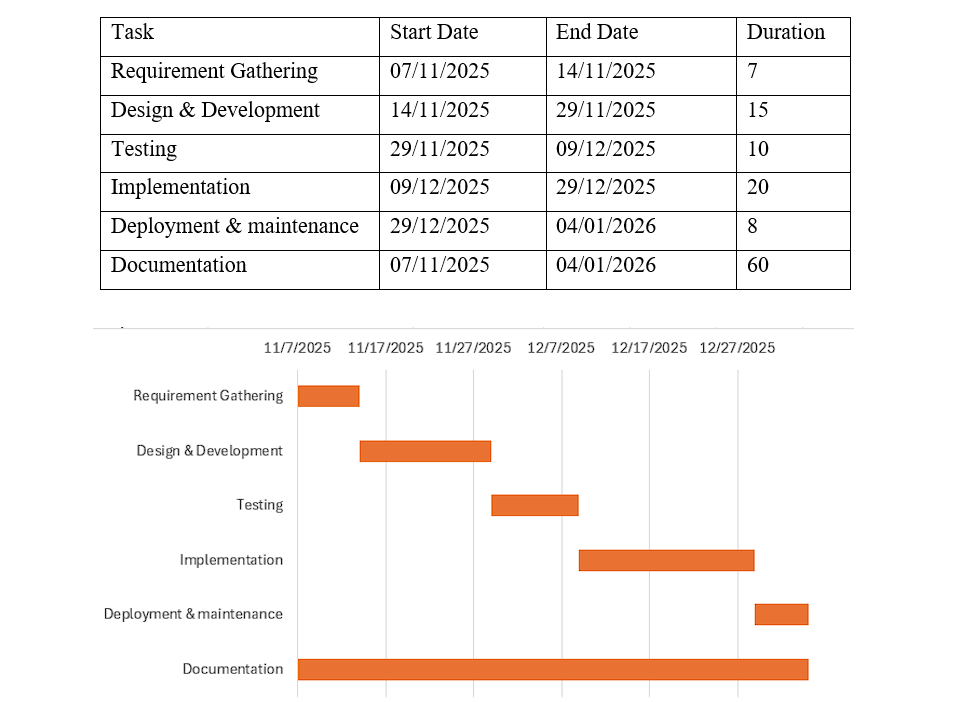 Task Start Date End Date Duration
Requirement Gathering 07/11/2025 14/11/2025 7
Design & Development 14/11/2025 29/11/2025 15
Testing 29/11/2025 09/12/2025 10
Implementation 09/12/2025 29/12/2025 20
Deployment & maintenance 29/12/2025 04/01/2026 8
Documentation 07/11/2025 04/01/2026 60
11/7/2025 11/17/2025 11/27/2025 12/7/2025 12/17/2025 12/27/2025
Requirement Gathering
Design & Development
Testing
Implementation
Deployment & maintenance
Documentation